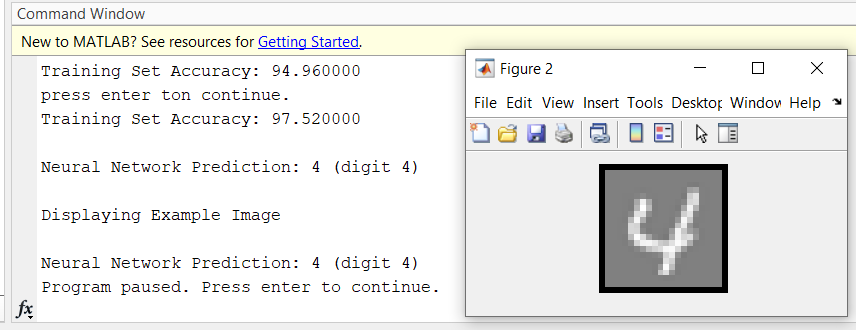 Command Window
New to MATLAB? See resources for Getting Started.
Training Set Accuracy: 94.960000
press enter ton continue.
Training Set Accuracy: 97.520000
Neural Network Prediction: 4 (digit 4)
Displaying Example Image
Neural Network Prediction: 4 (digit 4)
Program paused. Press enter to continue.
fx
Figure 2
File Edit View Insert Tools Desktop Window Help
4